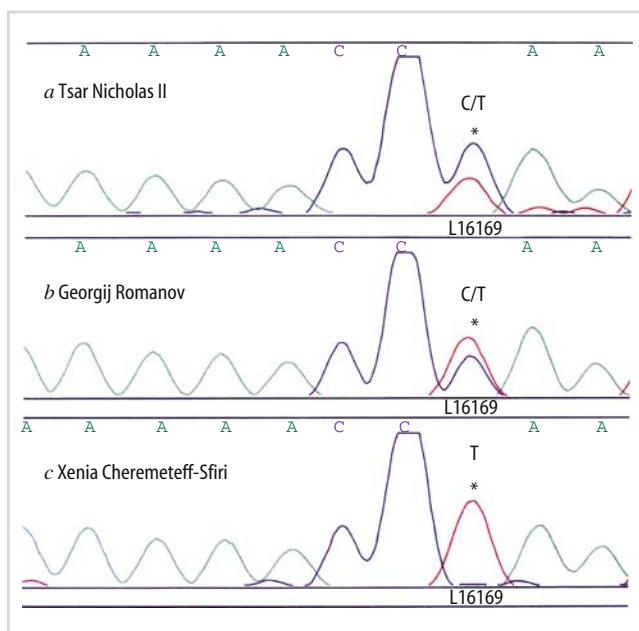 A A A A C C A A
a Tsar Nicholas II
C/T
*
L16169
A A A A C C A A
b Georgij Romanov
C/T
*
L16169
A A A A A C C A A
c Xenia Cheremeteff-Sfiri
T
*
L16169